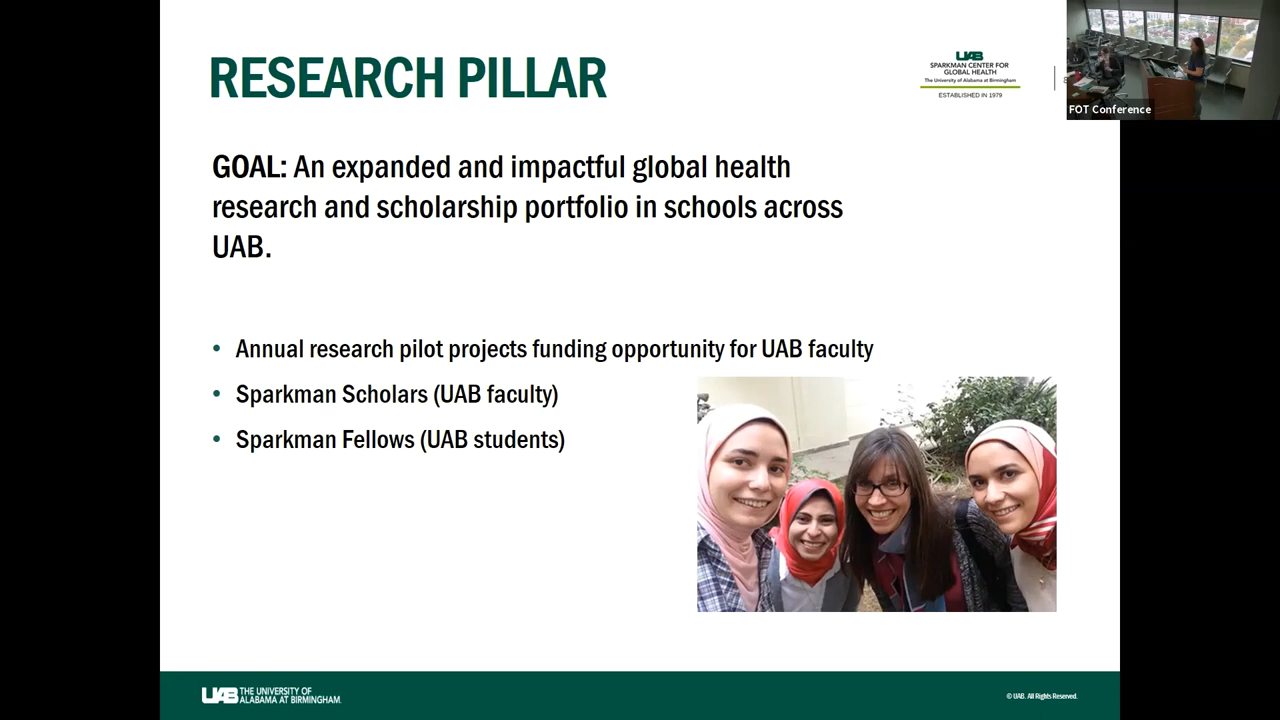 RESEARCH PILLAR
UAB
SPARKMAN CENTER FOR
GLOBAL HEALTH
The University of Alabama at Birmingham
ESTABLISHED IN 1979
FOT Conference
GOAL: An expanded and impactful global health
research and scholarship portfolio in schools across
UAB.
• Annual research pilot projects funding opportunity for UAB faculty
• Sparkman Scholars (UAB faculty)
• Sparkman Fellows (UAB students)
UAB THE UNIVERSITY OF
ALABAMA AT BIRMINGHAM.
© UAB. All Rights Reserved.